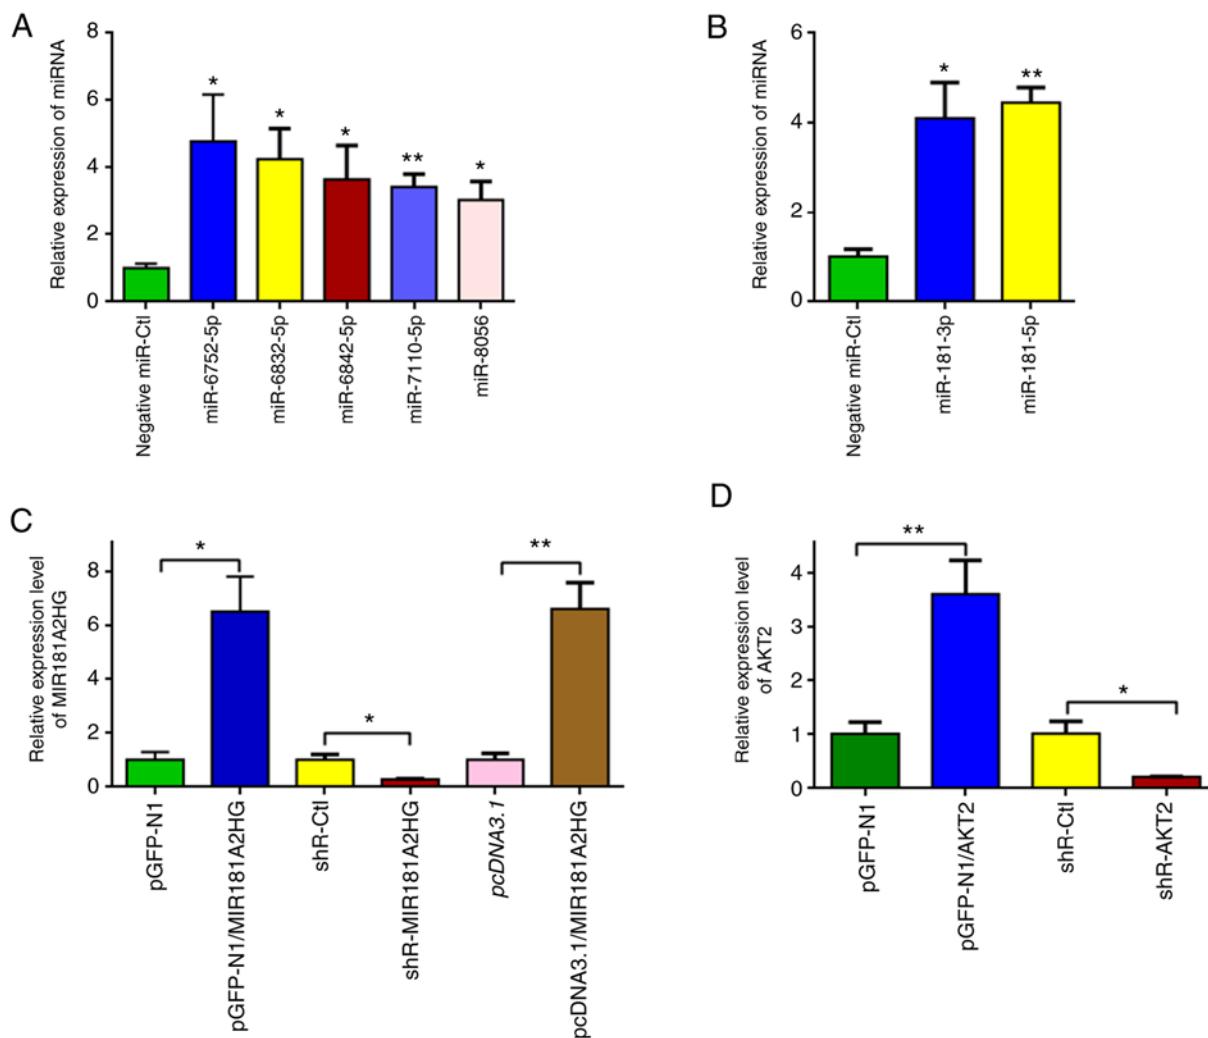 A
Relative expression of miRNA
8
6
4
2
0
*
*
*
**
*
Negative miR-Ctl
miR-6752-5p
miR-6832-5p
miR-6842-5p
miR-7110-5p
miR-8056
B
Relative expression of miRNA
6
4
2
0
*
**
Negative miR-Ctl
miR-181-3p
miR-181-5p
C
Relative expression level
of MIR181A2HG
8
6
4
2
0
*
*
**
pGFP-N1
pGFP-N1/MIR181A2HG
shR-Ctl
shR-MIR181A2HG
pcDNA3.1
pcDNA3.1/MIR181A2HG
D
Relative expression level
of AKT2
4
3
2
1
0
**
*
pGFP-N1
pGFP-N1/AKT2
shR-Ctl
shR-AKT2